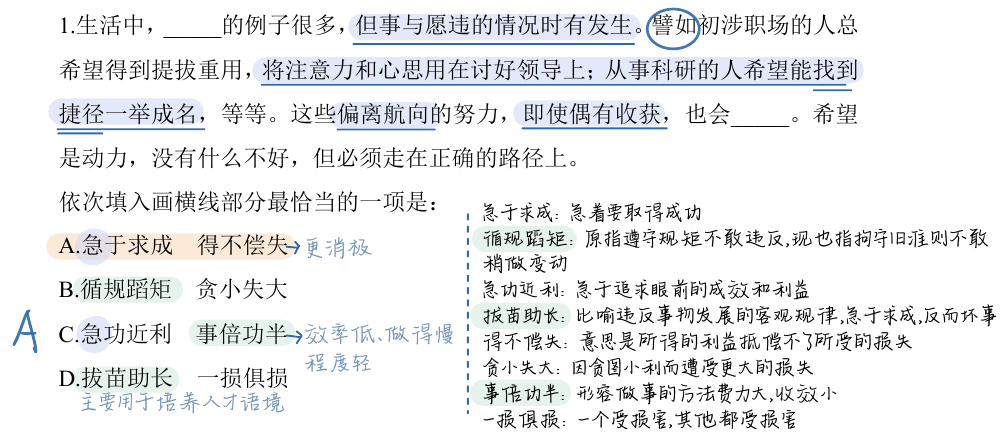 1.生活中，_____的例子很多，但事与愿违的情况时有发生。譬如初涉职场的人总
希望得到提拔重用，将注意力和心思用在讨好领导上；从事科研的人希望能找到
捷径一举成名，等等。这些偏离航向的努力，即使偶有收获，也会_____。希望
是动力，没有什么不好，但必须走在正确的路径上。
依次填入画横线部分最恰当的一项是：
A.急于求成 得不偿失→更消极
B.循规蹈矩 贪小失大
C.急功近利 事倍功半→效率低、做得慢
程度轻
D.拔苗助长 一损俱损
主要用于培养人才语境
A
急于求成：急着要取得成功
循规蹈矩：原指遵守规矩不敢违反,现也指拘守旧准则不敢
稍做变动
急功近利：急于追求眼前的成效和利益
拔苗助长：比喻违反事物发展的客观规律,急于求成,反而坏事
得不偿失：意思是所得的利益抵偿不了所受的损失
贪小失大：因贪图小利而遭受更大的损失
事倍功半：形容做事的方法费力大,收效小
一损俱损：一个受损害,其他都受损害